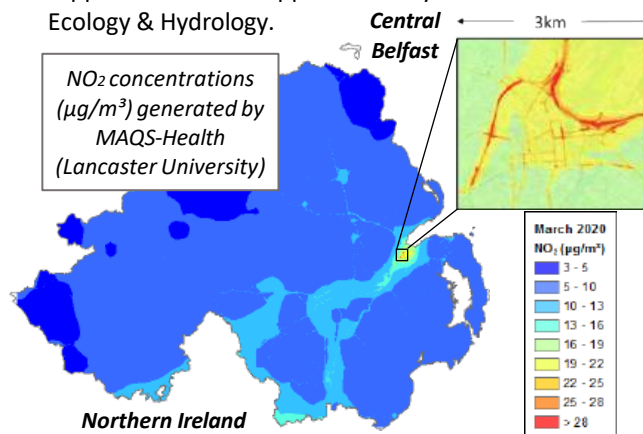 Ecology & Hydrology.
Central
Belfast
3km
NO₂ concentrations
(µg/m³) generated by
MAQS-Health
(Lancaster University)
March 2020
NO₂ (µg/m³)
3 - 5
5 - 10
10 - 13
13 - 16
16 - 19
19 - 22
22 - 25
25 - 28
> 28
Northern Ireland